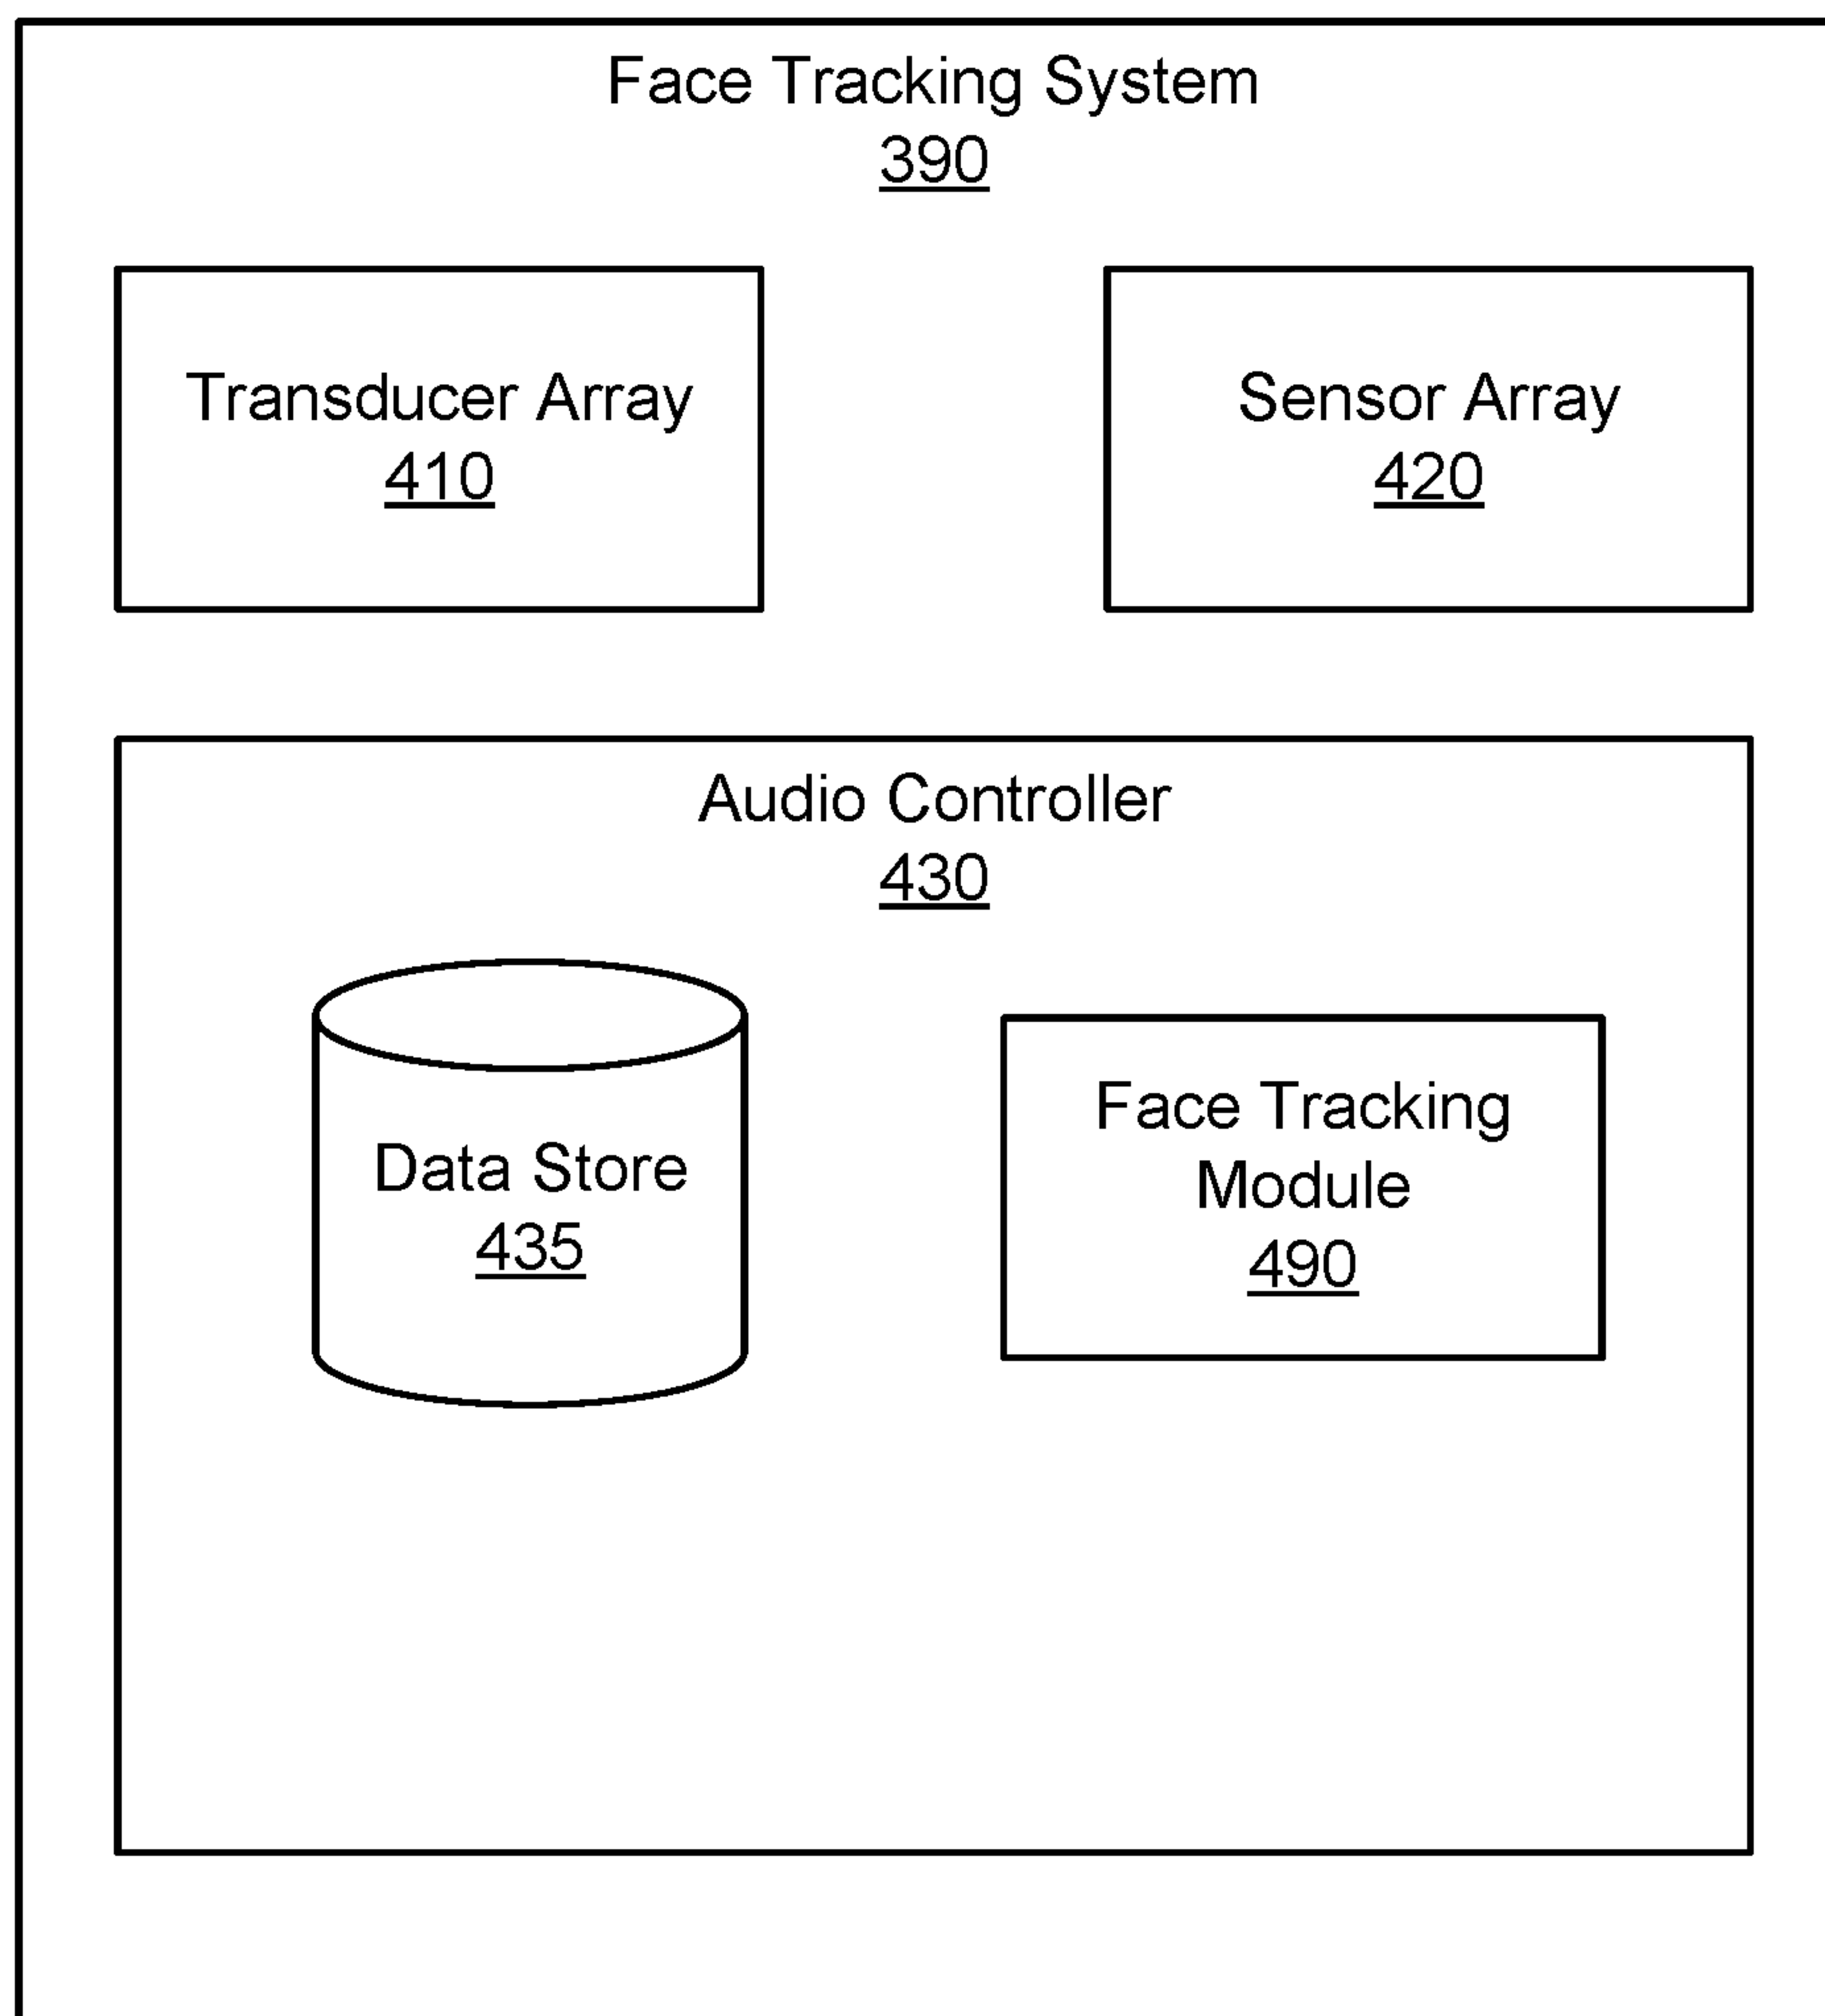 Face Tracking System
390
Transducer Array
410
Sensor Array
420
Audio Controller
430
Data Store
435
Face Tracking
Module
490